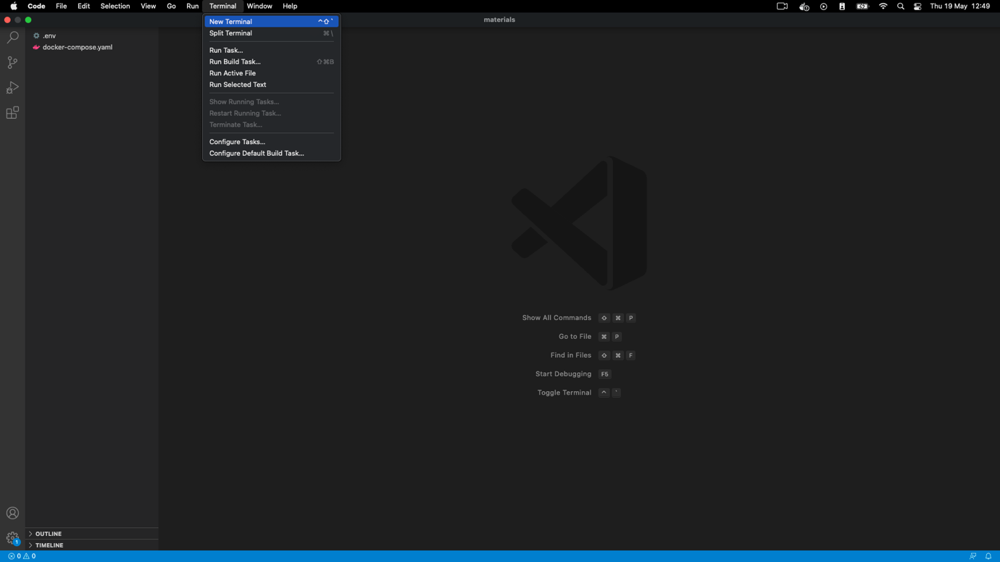 Code File Edit Selection View Go Run Terminal Window Help Thu 19 May 12:49
materials
.env
docker-compose.yaml
New Terminal ^⇧`
Split Terminal ⌘\
Run Task...
Run Build Task... ⇧⌘B
Run Active File
Run Selected Text
Show Running Tasks...
Restart Running Task...
Terminate Task...
Configure Tasks...
Configure Default Build Task...
Show All Commands ⇧ ⌘ P
Go to File ⌘ P
Find in Files ⇧ ⌘ F
Start Debugging F5
Toggle Terminal ^ `
1
OUTLINE
TIMELINE
0 0